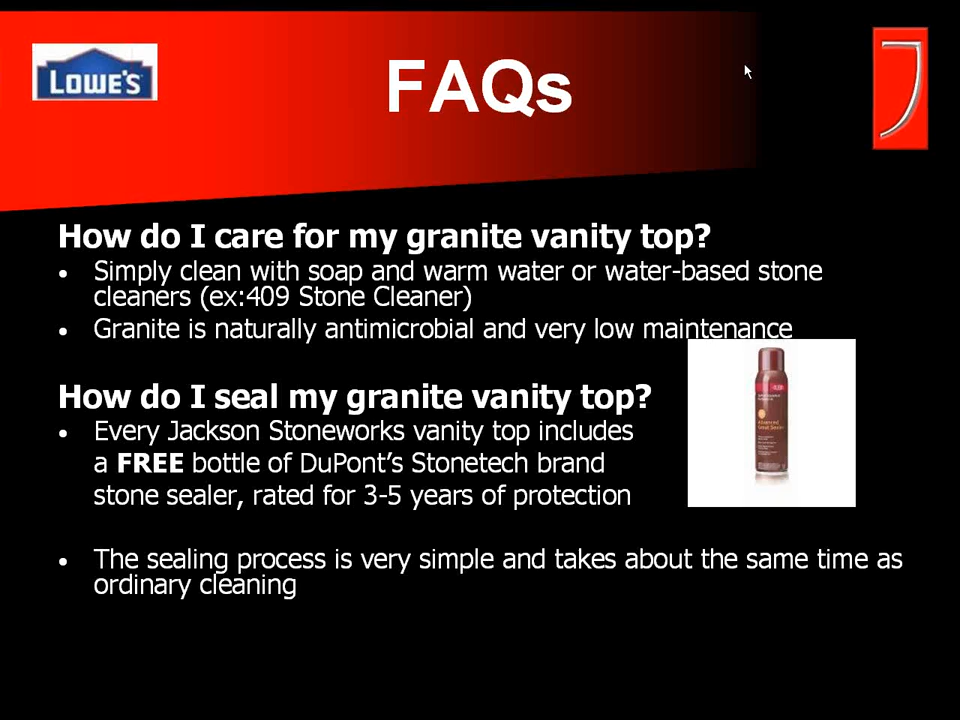 LOWE'S
FAQs
How do I care for my granite vanity top?
• Simply clean with soap and warm water or water-based stone
cleaners (ex:409 Stone Cleaner)
• Granite is naturally antimicrobial and very low maintenance
How do I seal my granite vanity top?
• Every Jackson Stoneworks vanity top includes
a FREE bottle of DuPont’s Stonetech brand
stone sealer, rated for 3-5 years of protection
• The sealing process is very simple and takes about the same time as
ordinary cleaning